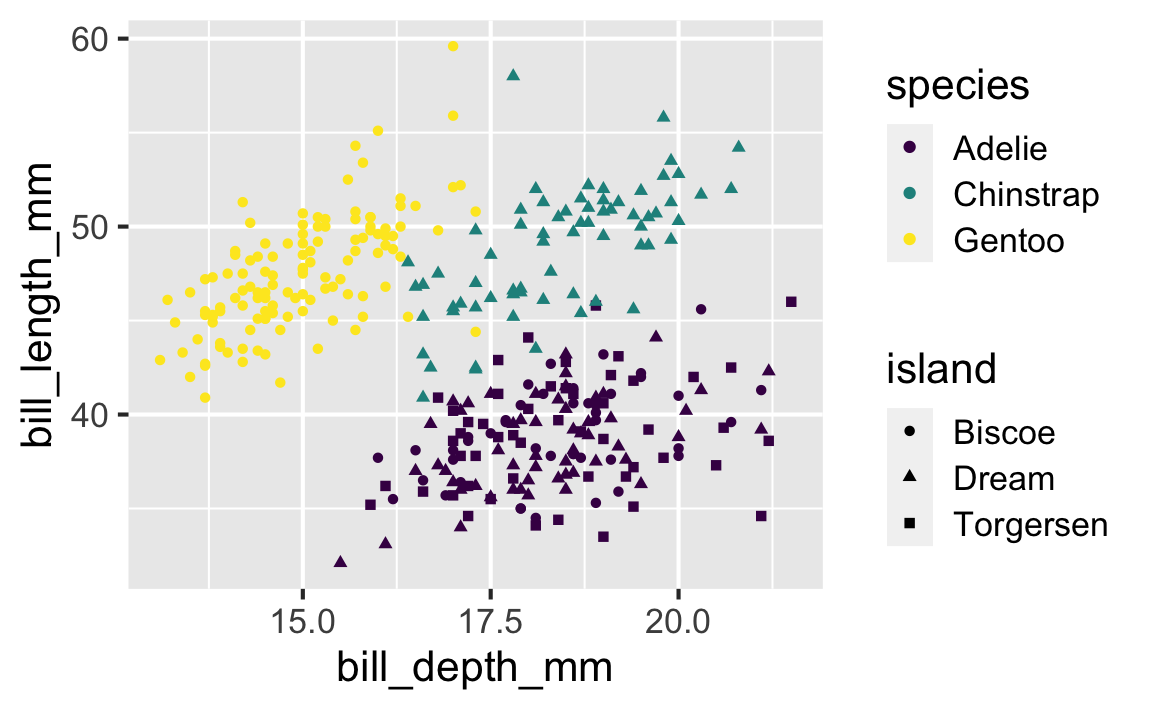 60
50
40
bill_length_mm
15.0 17.5 20.0
bill_depth_mm
species
Adelie
Chinstrap
Gentoo
island
Biscoe
Dream
Torgersen